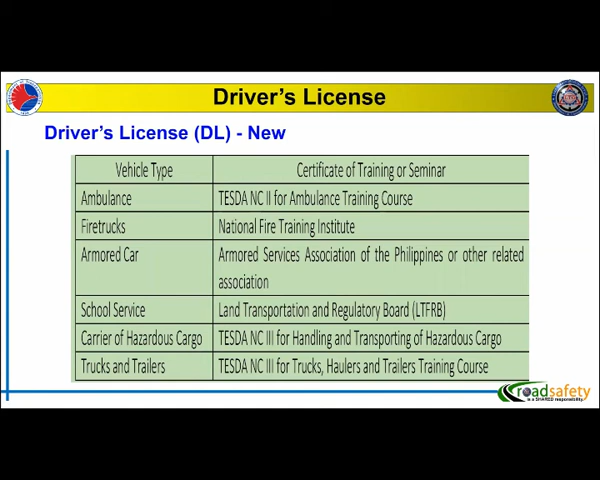 Driver's License
Driver's License (DL) - New
Vehicle Type Certificate of Training or Seminar
Ambulance TESDA NC II for Ambulance Training Course
Firetrucks National Fire Training Institute
Armored Car Armored Services Association of the Philippines or other related
association
School Service Land Transportation and Regulatory Board (LTFRB)
Carrier of Hazardous Cargo TESDA NC III for Handling and Transporting of Hazardous Cargo
Trucks and Trailers TESDA NC III for Trucks, Haulers and Trailers Training Course
roadsafety
is a SHARED responsibility.